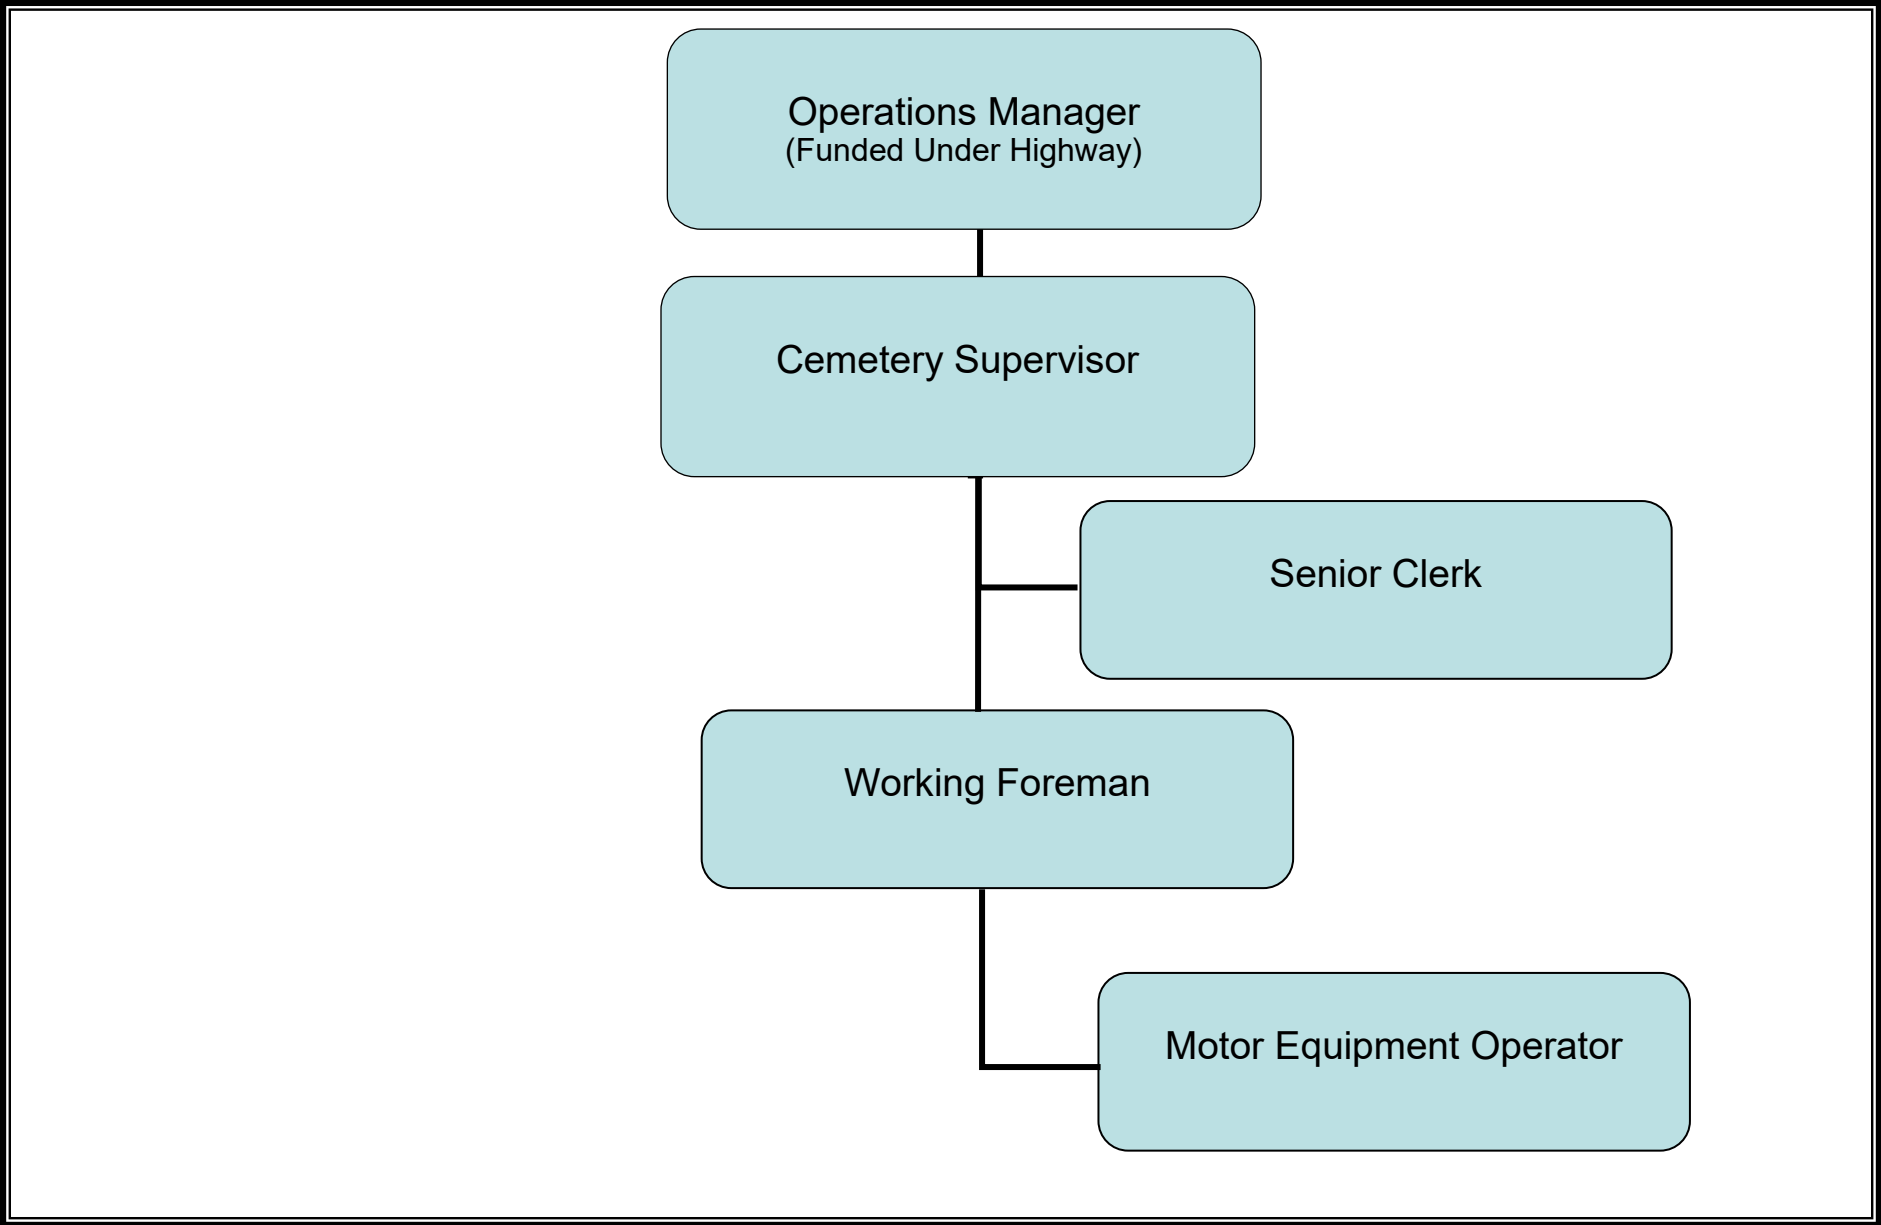 Operations Manager
(Funded Under Highway)
Cemetery Supervisor
Senior Clerk
Working Foreman
Motor Equipment Operator